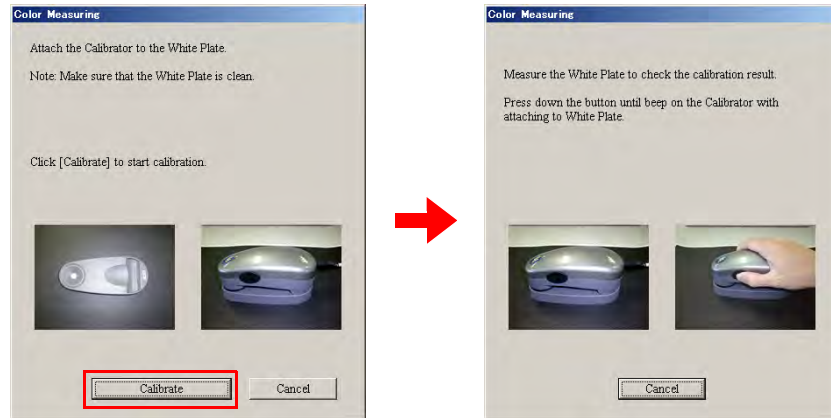 Color Measuring
Attach the Calibrator to the White Plate.
Note: Make sure that the White Plate is clean.
Click [Calibrate] to start calibration.
Calibrate
Cancel
Color Measuring
Measure the White Plate to check the calibration result.
Press down the button until beep on the Calibrator with
attaching to White Plate.
Cancel